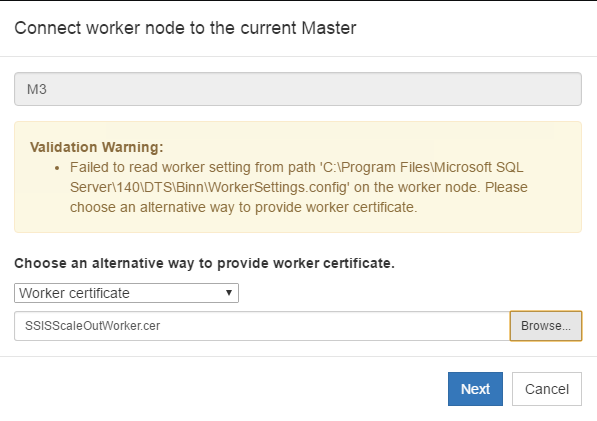 Connect worker node to the current Master
M3
Validation Warning:
• Failed to read worker setting from path 'C:\Program Files\Microsoft SQL
Server\140\DTS\Binn\WorkerSettings.config' on the worker node. Please
choose an alternative way to provide worker certificate.
Choose an alternative way to provide worker certificate.
Worker certificate
SSISScaleOutWorker.cer Browse...
Next Cancel